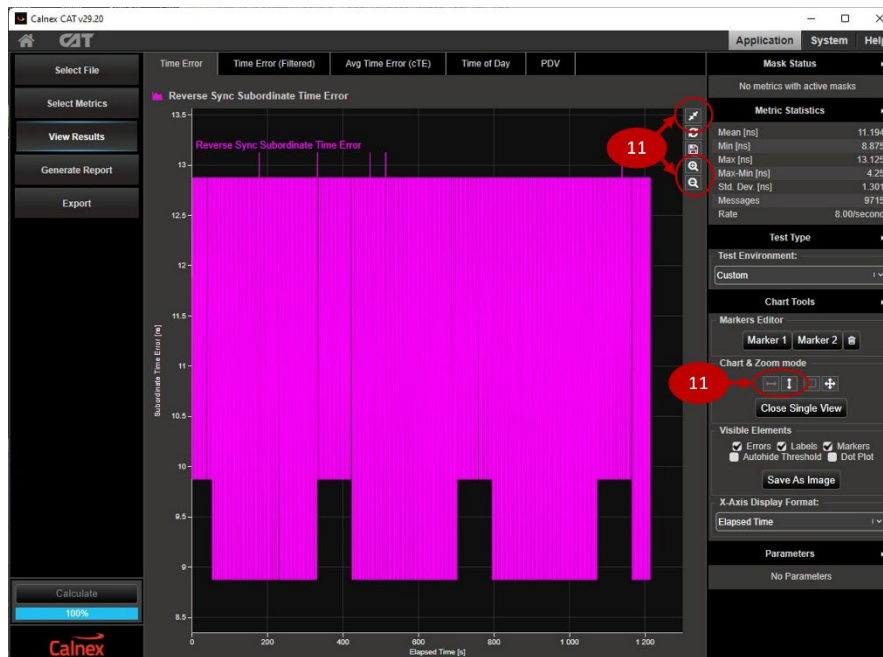 Calnex CAT v29.20
CAT
Application System Help
Select File
Select Metrics
View Results
Generate Report
Export
Calculate
100%
Calnex
Time Error Time Error (Filtered) Avg Time Error (cTE) Time of Day PDV
Reverse Sync Subordinate Time Error
13.5
Reverse Sync Subordinate Time Error
13
12.5
12
11.5
11
10.5
10
9.5
9
8.5
Subordinate Time Error [ns]
0 200 400 600 800 1 000 1 200
Elapsed Time [s]
11
11
Mask Status
No metrics with active masks
Metric Statistics
Mean [ns] 11.194
Min [ns] 8.875
Max [ns] 13.125
Max-Min [ns] 4.25
Std. Dev. [ns] 1.301
Messages 9715
Rate 8.00/second
Test Type
Test Environment:
Custom
Chart Tools
Markers Editor
Marker 1 Marker 2
Chart & Zoom mode
Close Single View
Visible Elements
Errors Labels Markers
Autohide Threshold Dot Plot
Save As Image
X-Axis Display Format:
Elapsed Time
Parameters
No Parameters